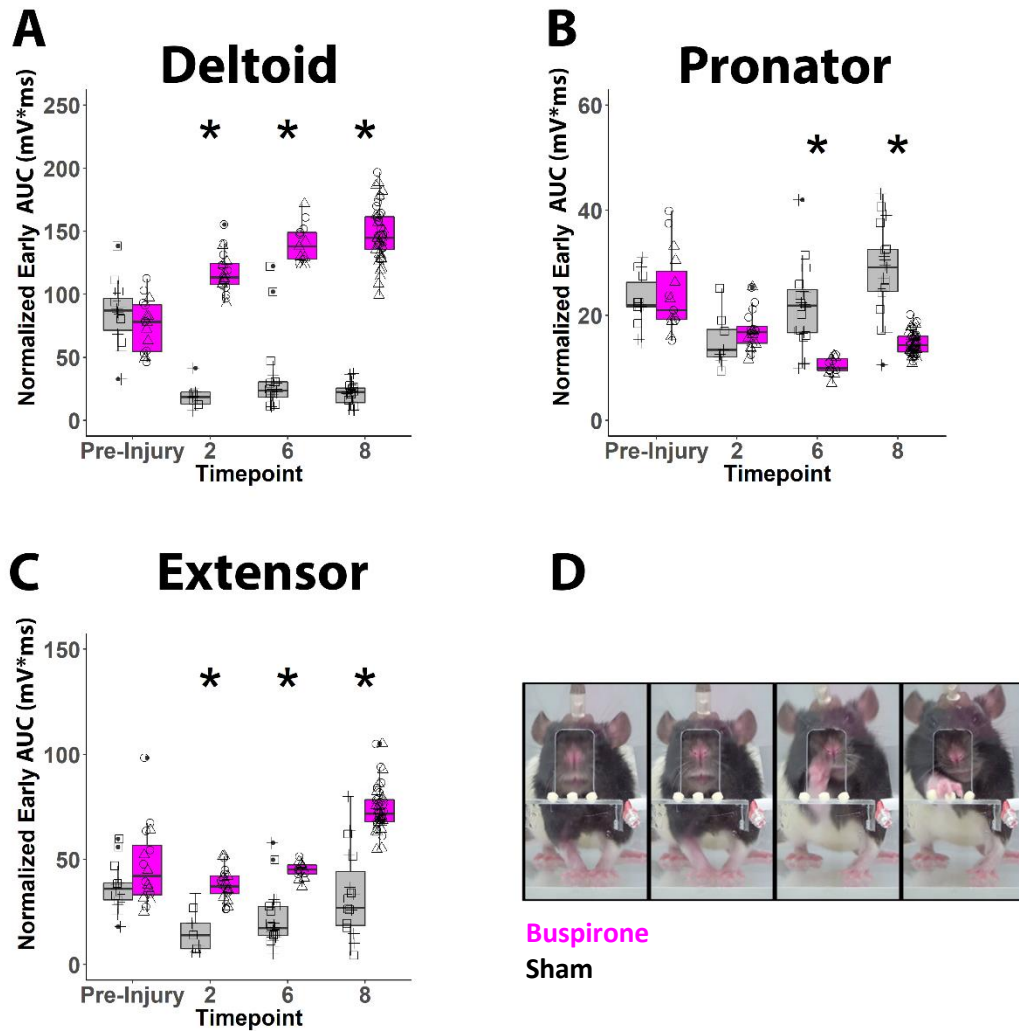 A
Deltoid
Normalized Early AUC (mV*ms)
250
200
150
100
50
0
* * *
Pre-Injury 2 6 8
Timepoint
B
Pronator
Normalized Early AUC (mV*ms)
60
40
20
0
* *
Pre-Injury 2 6 8
Timepoint
C
Extensor
Normalized Early AUC (mV*ms)
150
100
50
0
* * *
Pre-Injury 2 6 8
Timepoint
D
Buspirone
Sham